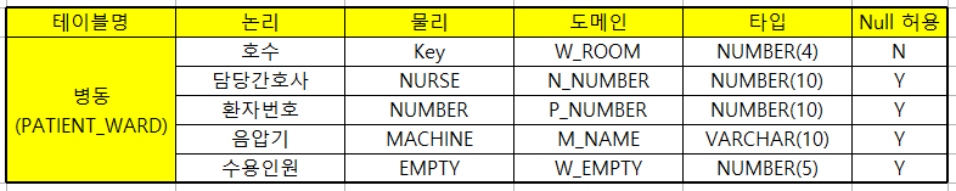 테이블명 논리 물리 도메인 타입 Null 허용
호수 Key W_ROOM NUMBER(4) N
담당간호사 NURSE N_NUMBER NUMBER(10) Y
병동
(PATIENT_WARD)
환자번호 NUMBER P_NUMBER NUMBER(10) Y
음압기 MACHINE M_NAME VARCHAR(10) Y
수용인원 EMPTY W_EMPTY NUMBER(5) Y